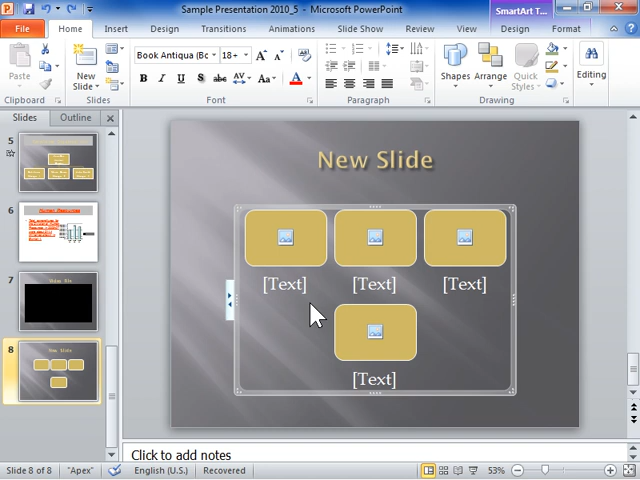 Sample Presentation 2010_5 - Microsoft PowerPoint
SmartArt T...
File Home Insert Design Transitions Animations Slide Show Review View Design Format
Paste
New Slide
Book Antiqua (Bc 18+
B I U S abc AV Aa A
Shapes Arrange Quick Styles
Editing
Clipboard Slides Font Paragraph Drawing
Slides Outline
5
6
7
8
New Slide
New Slide
[Text] [Text] [Text]
[Text]
Click to add notes
Slide 8 of 8 "Apex" English (U.S.) Recovered 53%